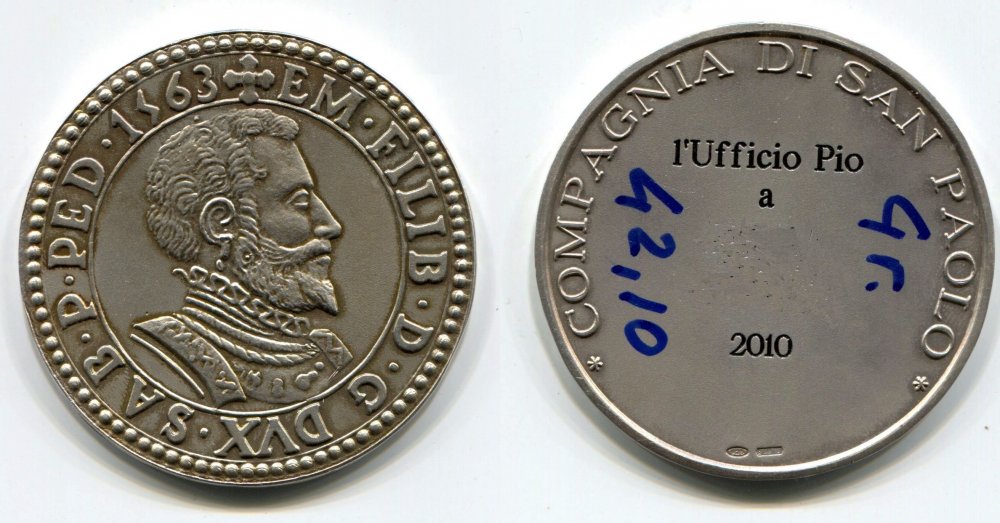 EM · FILIB · D · G DVX · SAB · P · PED · 1563
COMPAGNIA DI SAN PAOLO
l'Ufficio Pio
a
2010
42,10
gr.